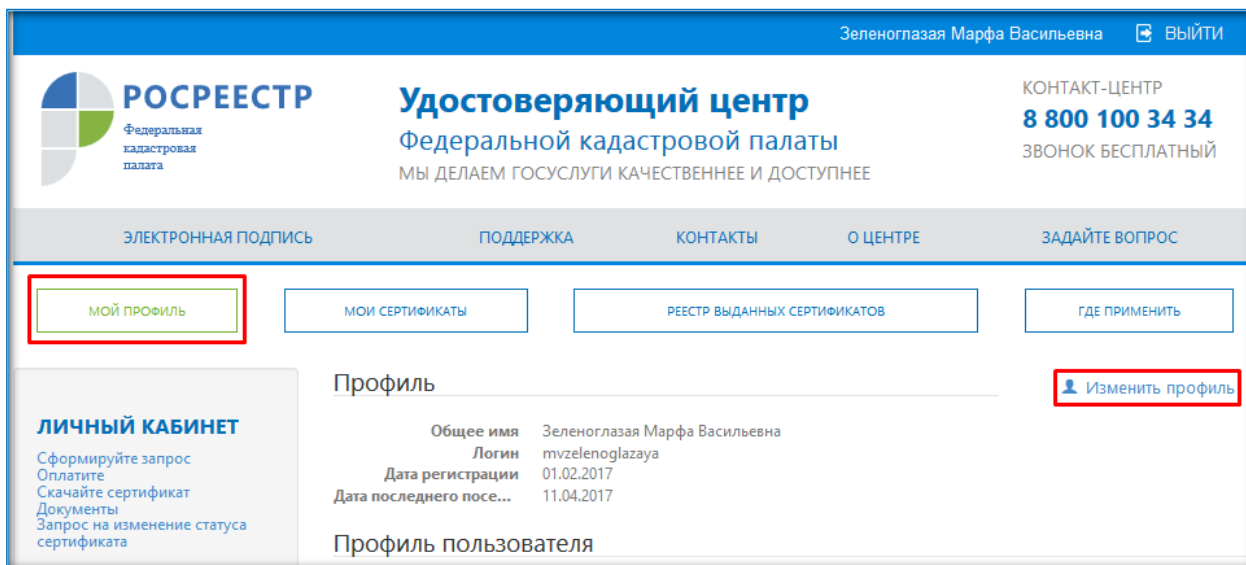 Зеленоглазая Марфа Васильевна ВЫЙТИ
РОСРЕЕСТР
Федеральная
кадастровая
палата
Удостоверяющий центр
Федеральной кадастровой палаты
МЫ ДЕЛАЕМ ГОСУСЛУГИ КАЧЕСТВЕННЕЕ И ДОСТУПНЕЕ
КОНТАКТ-ЦЕНТР
8 800 100 34 34
ЗВОНОК БЕСПЛАТНЫЙ
ЭЛЕКТРОННАЯ ПОДПИСЬ ПОДДЕРЖКА КОНТАКТЫ О ЦЕНТРЕ ЗАДАЙТЕ ВОПРОС
МОЙ ПРОФИЛЬ МОИ СЕРТИФИКАТЫ РЕЕСТР ВЫДАННЫХ СЕРТИФИКАТОВ ГДЕ ПРИМЕНИТЬ
ЛИЧНЫЙ КАБИНЕТ
Сформируйте запрос
Оплатите
Скачайте сертификат
Документы
Запрос на изменение статуса
сертификата
Профиль
Изменить профиль
Общее имя Зеленоглазая Марфа Васильевна
Логин mvzelenoglazaya
Дата регистрации 01.02.2017
Дата последнего посе... 11.04.2017
Профиль пользователя